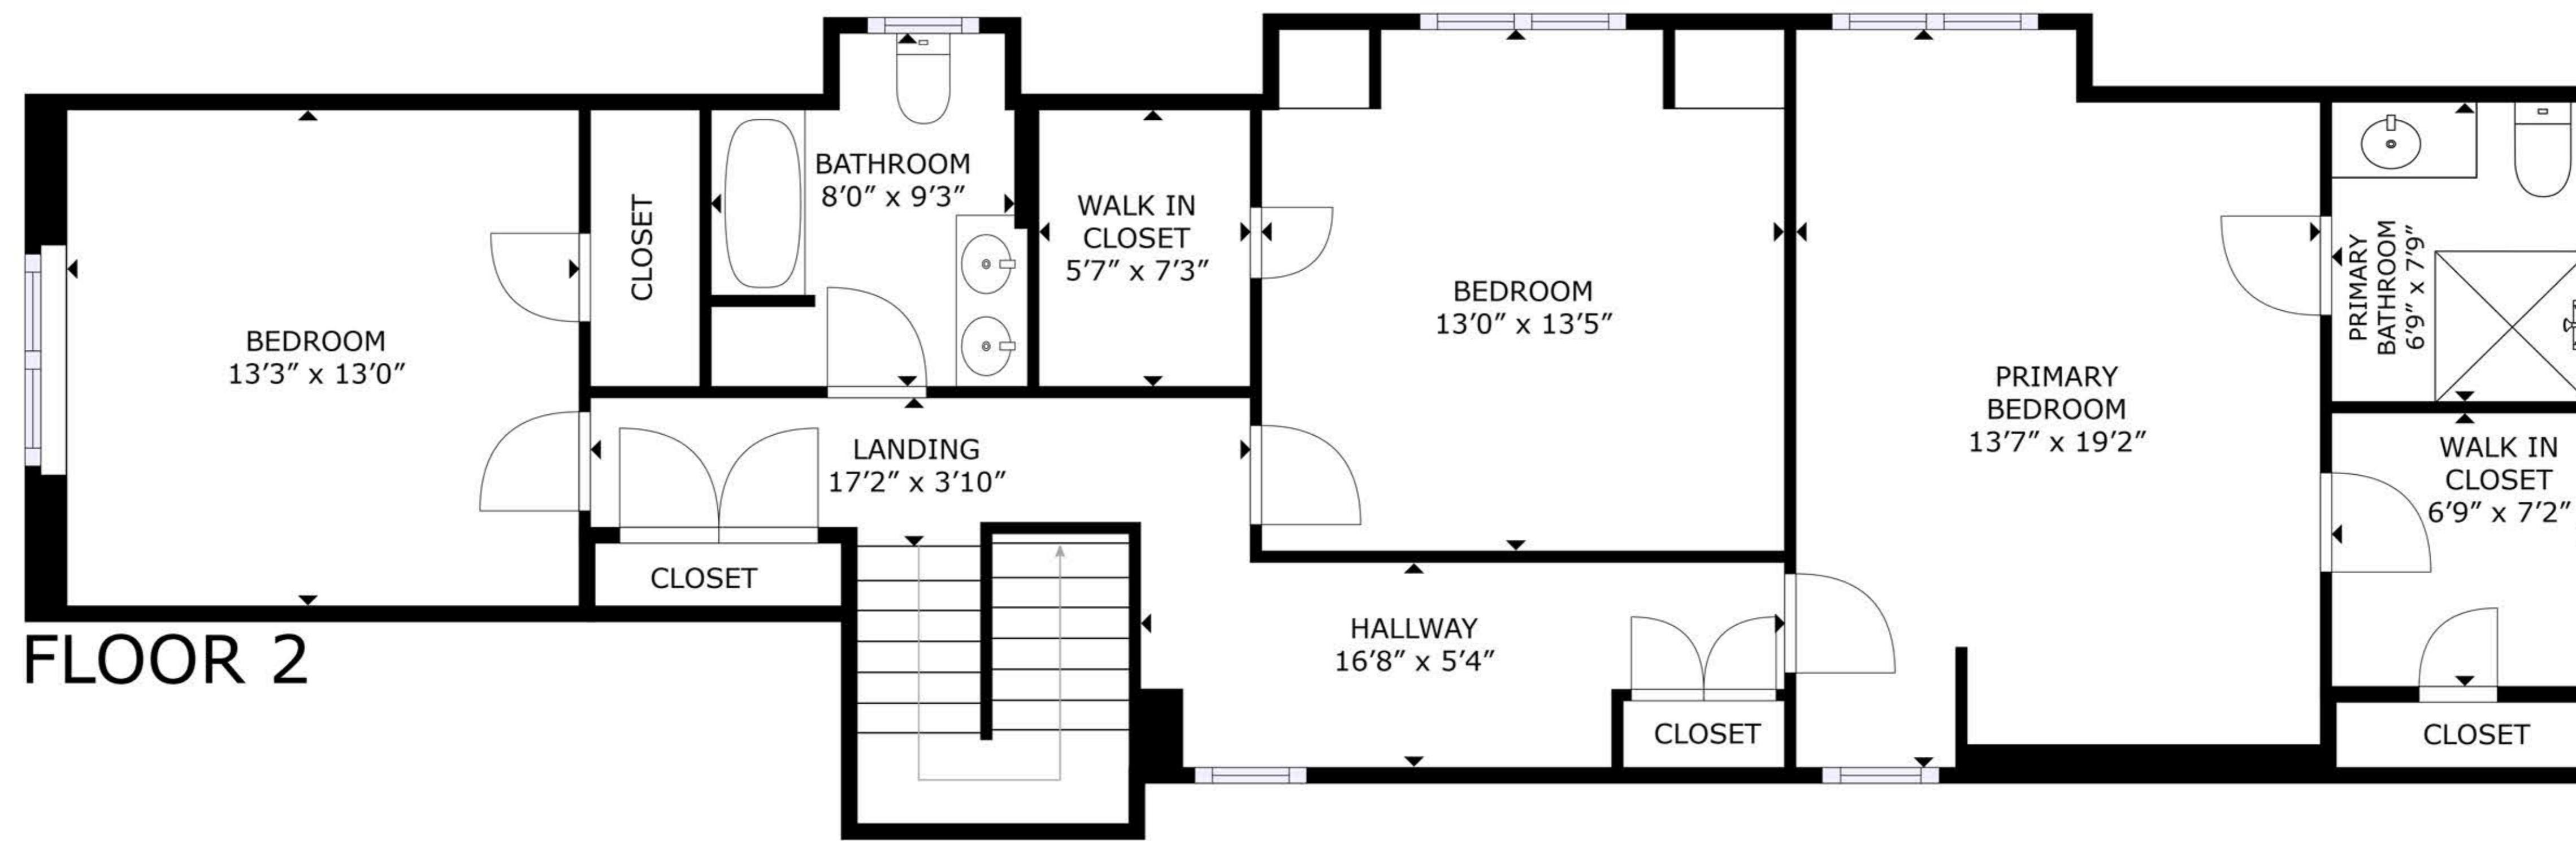 BEDROOM
13'3" x 13'0"
CLOSET
BATHROOM
8'0" x 9'3"
WALK IN
CLOSET
5'7" x 7'3"
BEDROOM
13'0" x 13'5"
PRIMARY
BEDROOM
13'7" x 19'2"
PRIMARY
BATHROOM
6'9" x 7'9"
WALK IN
CLOSET
6'9" x 7'2"
LANDING
17'2" x 3'10"
CLOSET
HALLWAY
16'8" x 5'4"
CLOSET
CLOSET
FLOOR 2